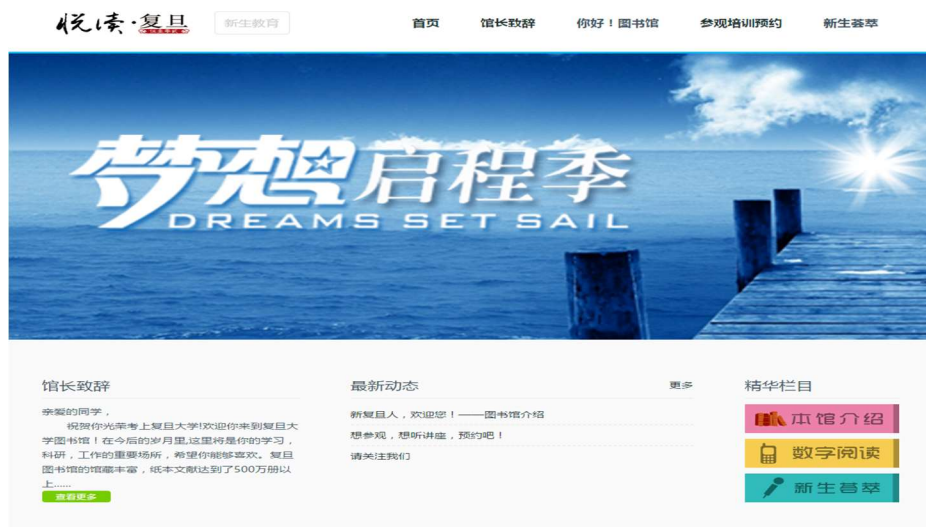 悦读·复旦
新生教育
首页
馆长致辞
你好！图书馆
参观培训预约
新生荟萃
梦想启程季
DREAMS SET SAIL
馆长致辞
亲爱的同学，
祝贺你光荣考上复旦大学!欢迎你来到复旦大
学图书馆！在今后的岁月里,这里将是你的学习，
科研，工作的重要场所，希望你能够喜欢。复旦
图书馆的馆藏丰富，纸本文献达到了500万册以
上......
查看更多
最新动态
更多
新复旦人，欢迎您！——图书馆介绍
想参观，想听讲座，预约吧！
请关注我们
精华栏目
本馆介绍
数字阅读
新生荟萃